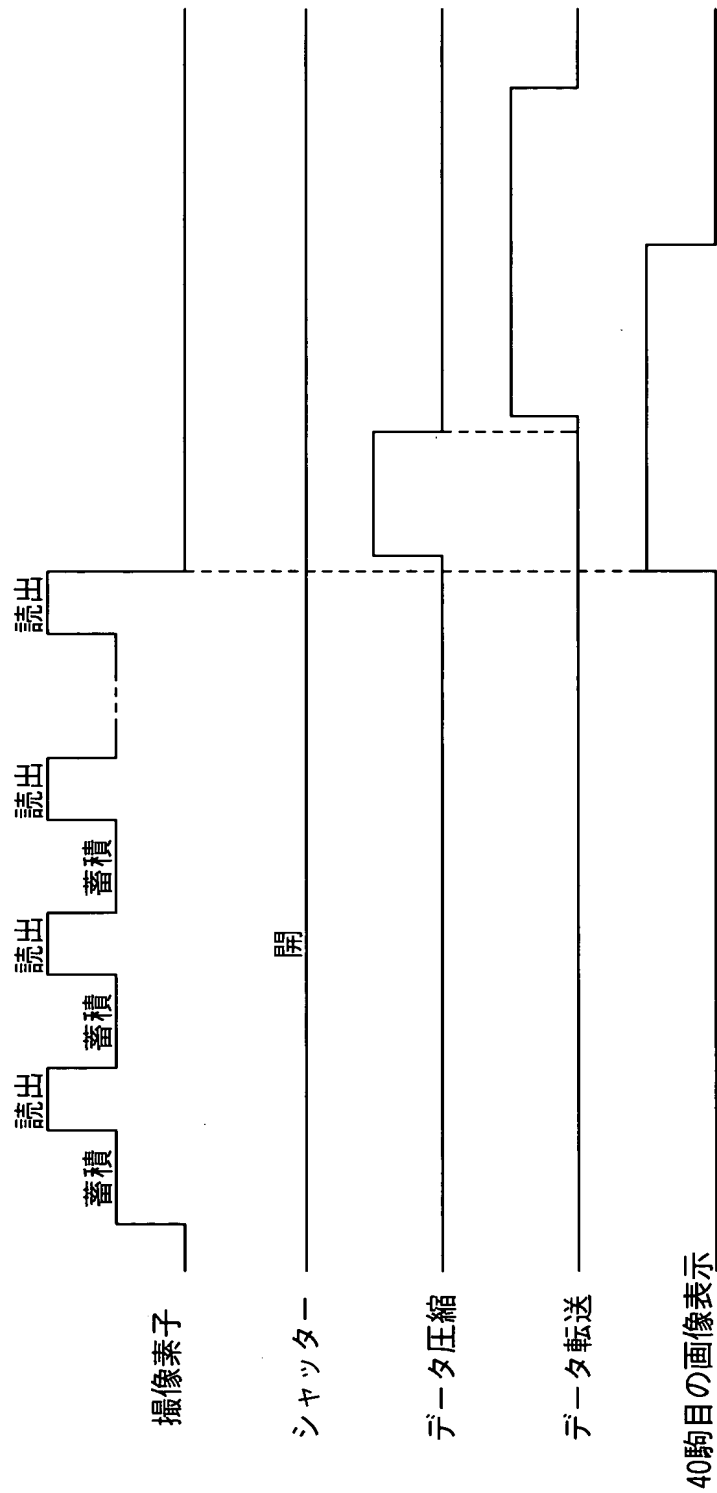 読出
読出
読出
読出
蓄積
蓄積
蓄積
撮像素子
開
シャッター
データ圧縮
データ転送
40駒目の画像表示